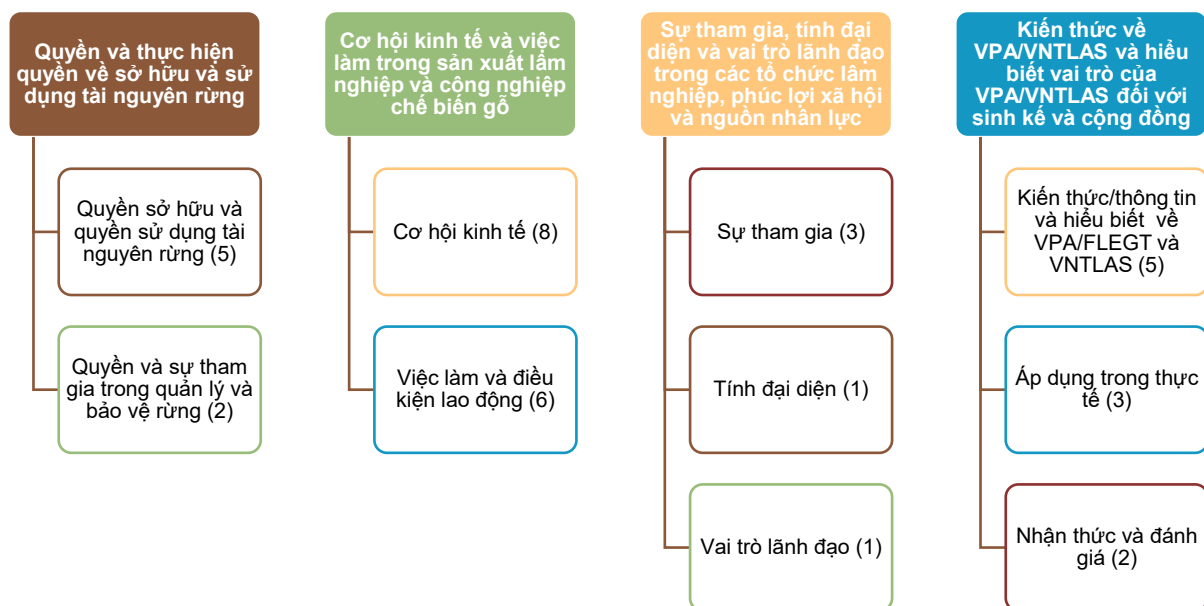 Quyền và thực hiện
quyền về sở hữu và sử
dụng tài nguyên rừng
Quyền sở hữu và
quyền sử dụng tài
nguyên rừng (5)
Quyền và sự tham
gia trong quản lý và
bảo vệ rừng (2)
Cơ hội kinh tế và việc
làm trong sản xuất lâm
nghiệp và công nghiệp
chế biến gỗ
Cơ hội kinh tế (8)
Việc làm và điều
kiện lao động (6)
Sự tham gia, tính đại
diện và vai trò lãnh đạo
trong các tổ chức lâm
nghiệp, phúc lợi xã hội
và nguồn nhân lực
Sự tham gia (3)
Tính đại diện (1)
Vai trò lãnh đạo (1)
Kiến thức về
VPA/VNTLAS và hiểu
biết vai trò của
VPA/VNTLAS đối với
sinh kế và cộng đồng
Kiến thức/thông tin
và hiểu biết về
VPA/FLEGT và
VNTLAS (5)
Áp dụng trong thực
tế (3)
Nhận thức và đánh
giá (2)